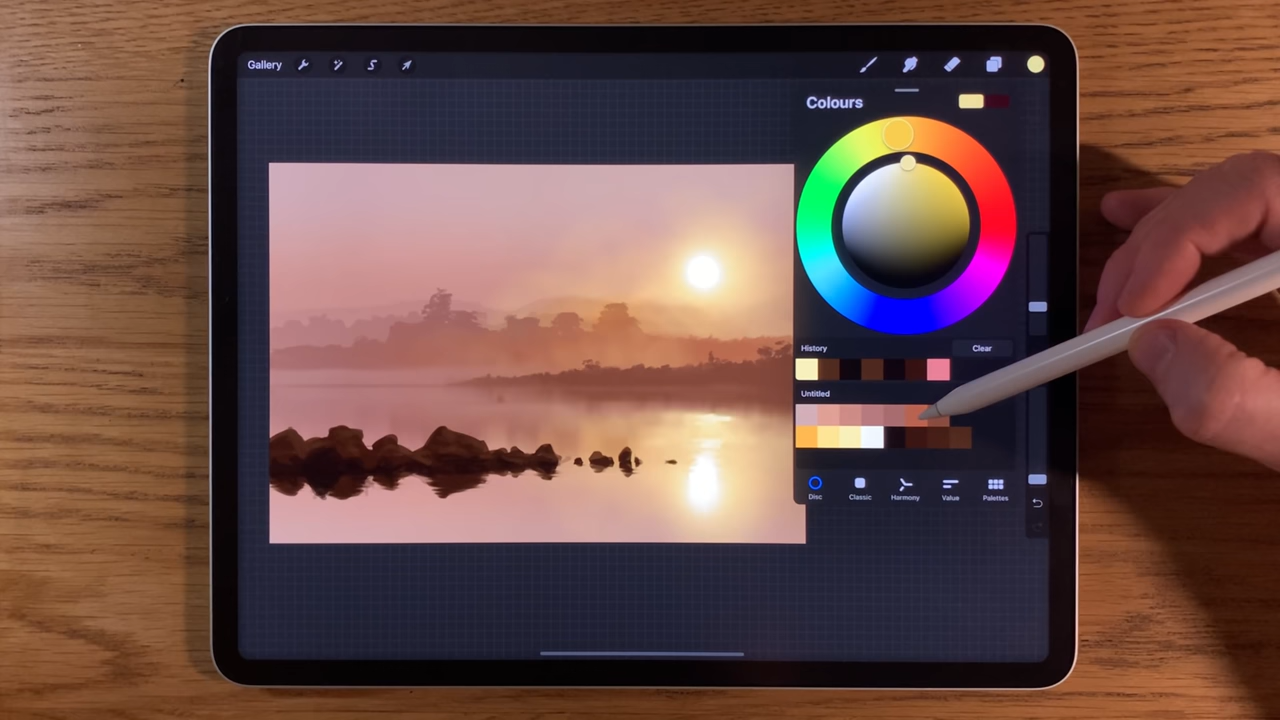 Gallery
Colours
History
Clear
Untitled
Disc
Classic
Harmony
Value
Palettes